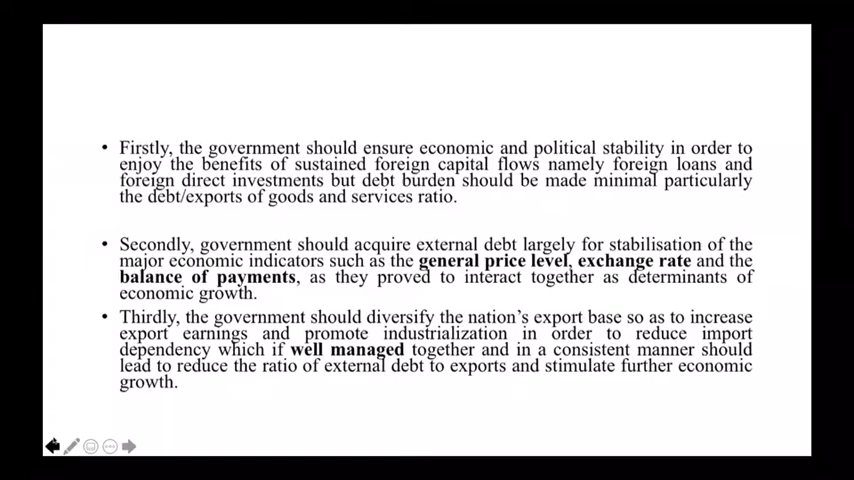 • Firstly, the government should ensure economic and political stability in order to
enjoy the benefits of sustained foreign capital flows namely foreign loans and
foreign direct investments but debt burden should be made minimal particularly
the debt/exports of goods and services ratio.
• Secondly, government should acquire external debt largely for stabilisation of the
major economic indicators such as the general price level, exchange rate and the
balance of payments, as they proved to interact together as determinants of
economic growth.
• Thirdly, the government should diversify the nation's export base so as to increase
export earnings and promote industrialization in order to reduce import
dependency which if well managed together and in a consistent manner should
lead to reduce the ratio of external debt to exports and stimulate further economic
growth.